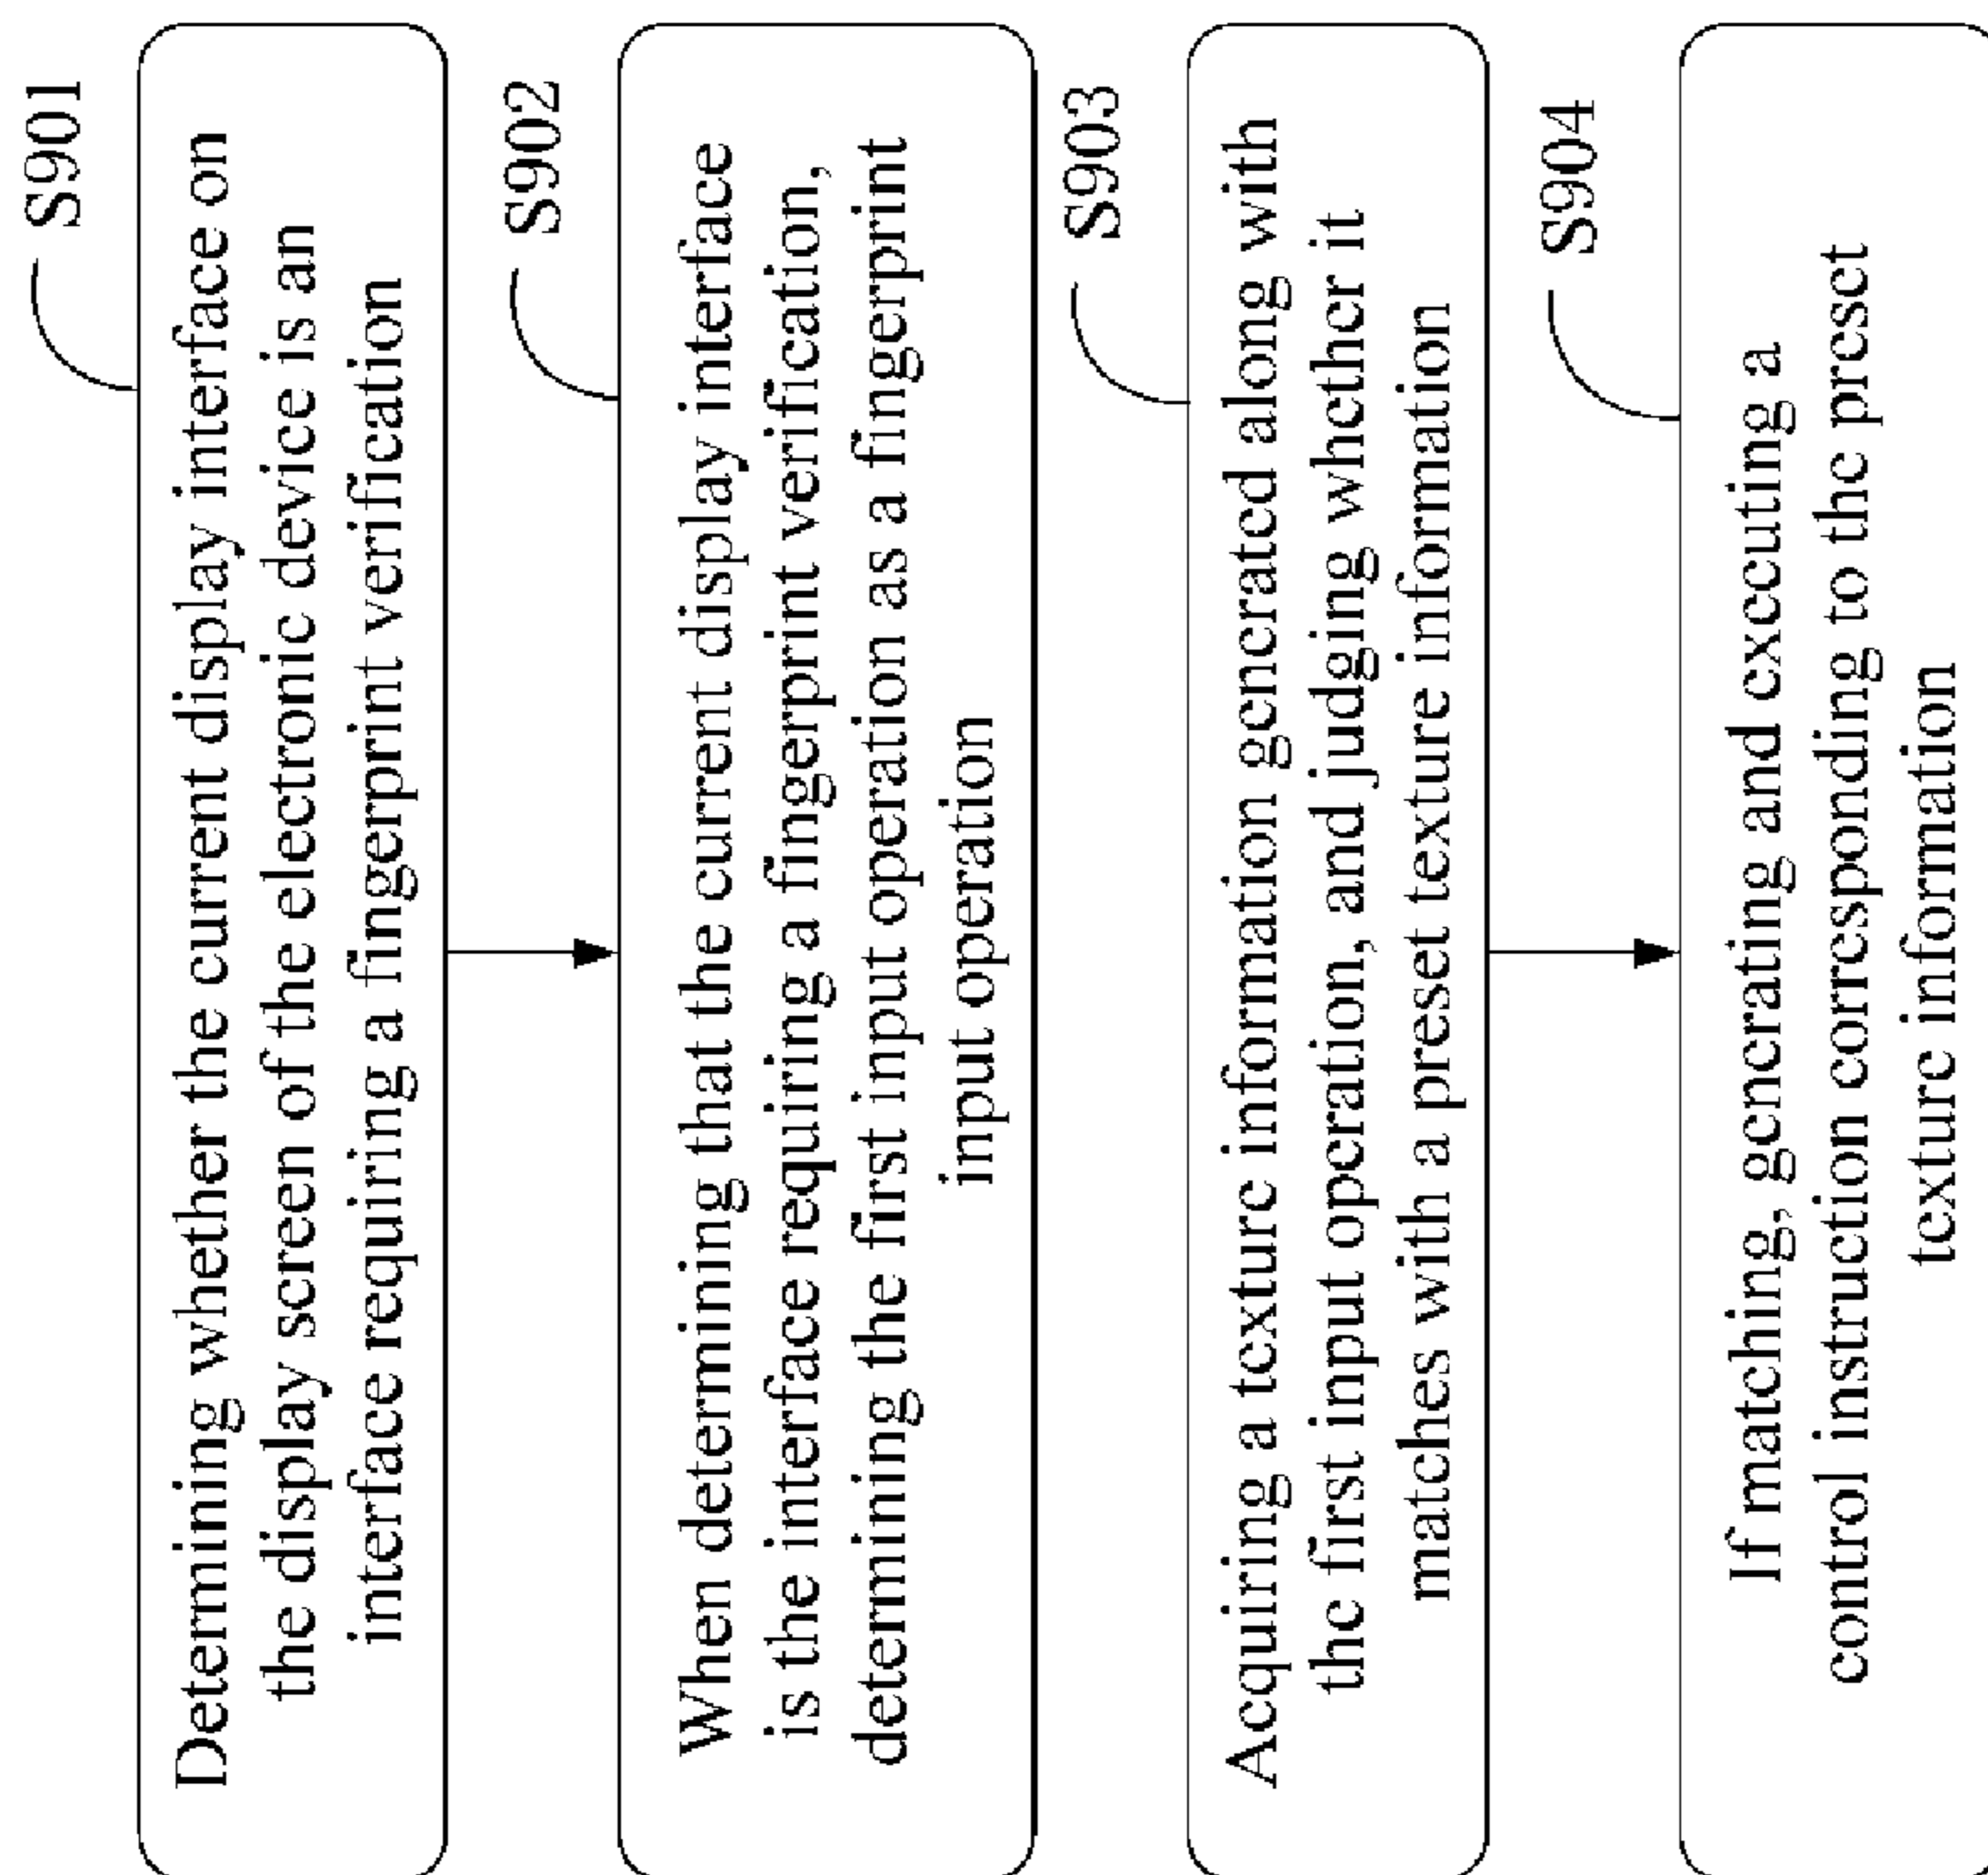 S901
Determining whether the current display interface on
the display screen of the electronic device is an
interface requiring a fingerprint verification
S902
When determining that the current display interface
is the interface requiring a fingerprint verification,
determining the first input operation as a fingerprint
input operation
S903
Acquiring a texture information generated along with
the first input operation, and judging whether it
matches with a preset texture information
S904
If matching, generating and executing a
control instruction corresponding to the preset
texture information